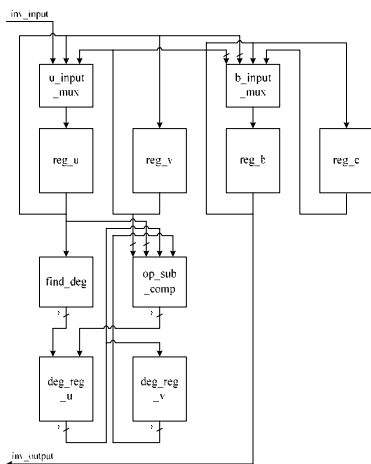 inv_input
u_input
_mux
b_input
_mux
reg_u
reg_v
reg_b
reg_c
find_deg
op_sub
_comp
deg_reg
_u
deg_reg
_v
inv_output